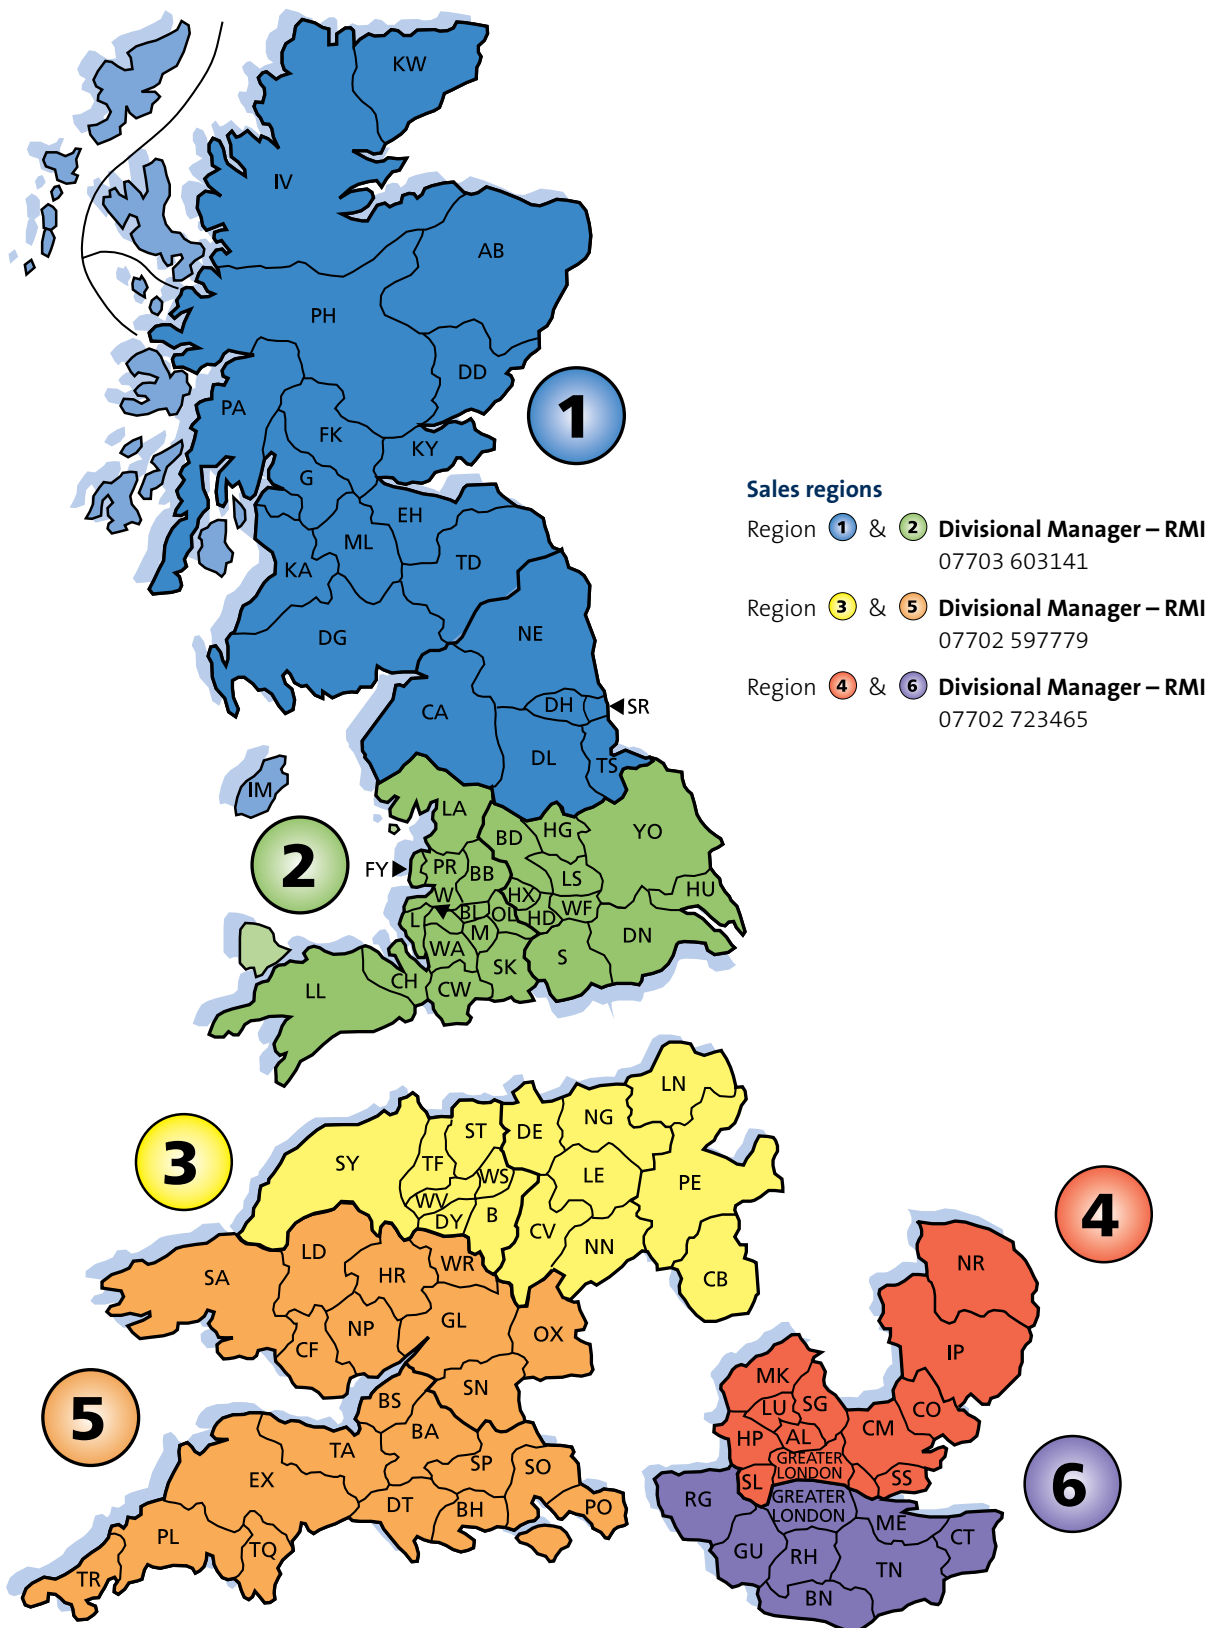 KW
IV
AB
PH
DD
1
PA
FK
KY
G
EH
ML
TD
KA
DG
NE
CA
DH
SR
DL
TS
IM
Sales regions
Region 1 & 2 Divisional Manager – RMI
07703 603141
Region 3 & 5 Divisional Manager – RMI
07702 597779
Region 4 & 6 Divisional Manager – RMI
07702 723465
2
LA
BD
HG
YO
FY
PR
BB
LS
HU
W
HX
L
BL
OL
HD
WF
M
DN
WA
S
SK
CH
CW
LL
3
LN
NG
ST
DE
SY
TF
WS
LE
PE
WV
DY
B
CV
NN
CB
LD
SA
HR
WR
NP
GL
OX
CF
5
SN
BS
BA
TA
SP
SO
EX
DT
BH
PO
PL
TQ
TR
4
NR
IP
MK
LU
SG
CO
HP
AL
CM
GREATER
LONDON
SL
SS
6
RG
GREATER
LONDON
ME
CT
GU
RH
TN
BN